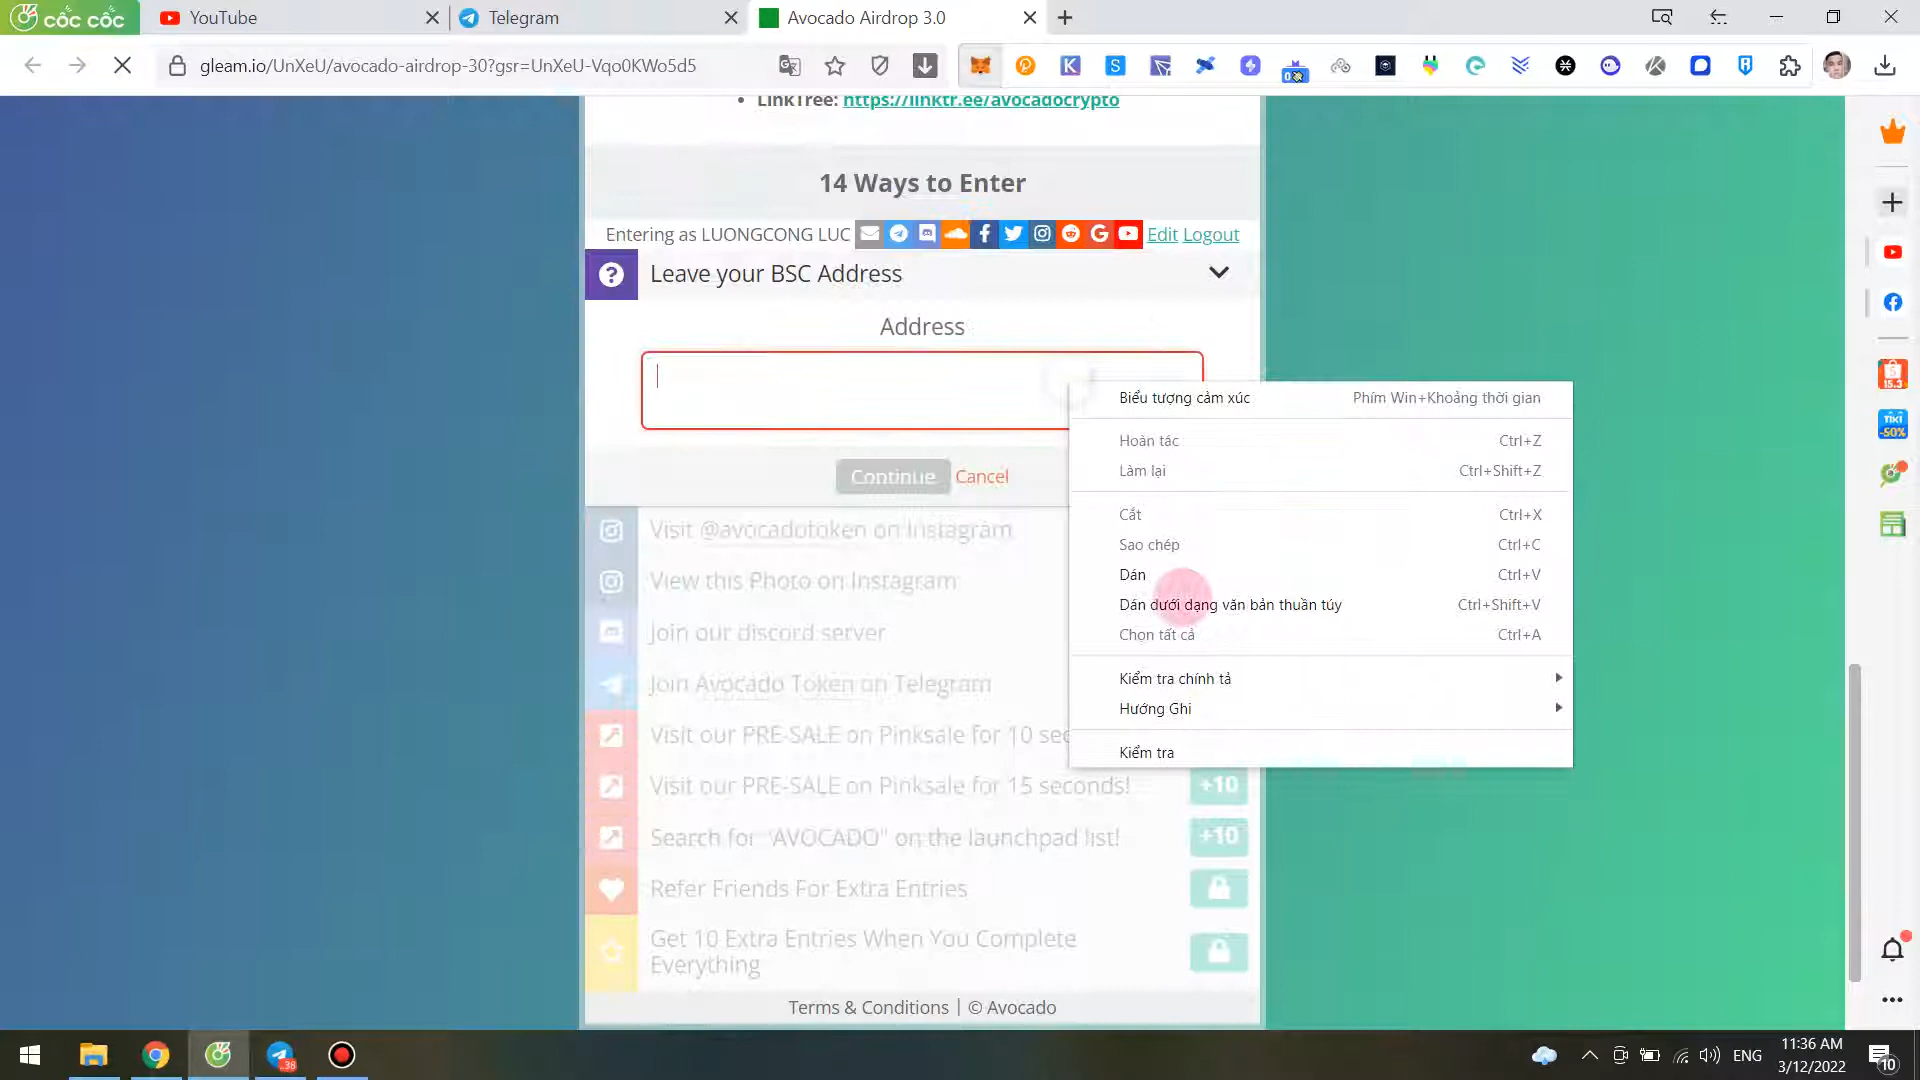 cốc cốc
YouTube
Telegram
Avocado Airdrop 3.0
gleam.io/UnXeU/avocado-airdrop-30?gsr=UnXeU-Vqo0KWo5d5
LinkTree: https://linktr.ee/avocadocrypto
14 Ways to Enter
Entering as LUONGCONG LUC
Edit Logout
Leave your BSC Address
Address
Continue Cancel
Visit @avocadotoken on Instagram
View this Photo on Instagram
Join our discord server
Join Avocado Token on Telegram
Visit our PRE-SALE on Pinksale for 10 sec
Visit our PRE-SALE on Pinksale for 15 seconds! +10
Search for "AVOCADO" on the launchpad list! +10
Refer Friends For Extra Entries
Get 10 Extra Entries When You Complete
Everything
Terms & Conditions | © Avocado
Biểu tượng cảm xúc Phím Win+Khoảng thời gian
Hoàn tác Ctrl+Z
Làm lại Ctrl+Shift+Z
Cắt Ctrl+X
Sao chép Ctrl+C
Dán Ctrl+V
Dán dưới dạng văn bản thuần túy Ctrl+Shift+V
Chọn tất cả Ctrl+A
Kiểm tra chính tả
Hướng Ghi
Kiểm tra
15.3
TIKI
-50%
38
ENG
11:36 AM
3/12/2022
10